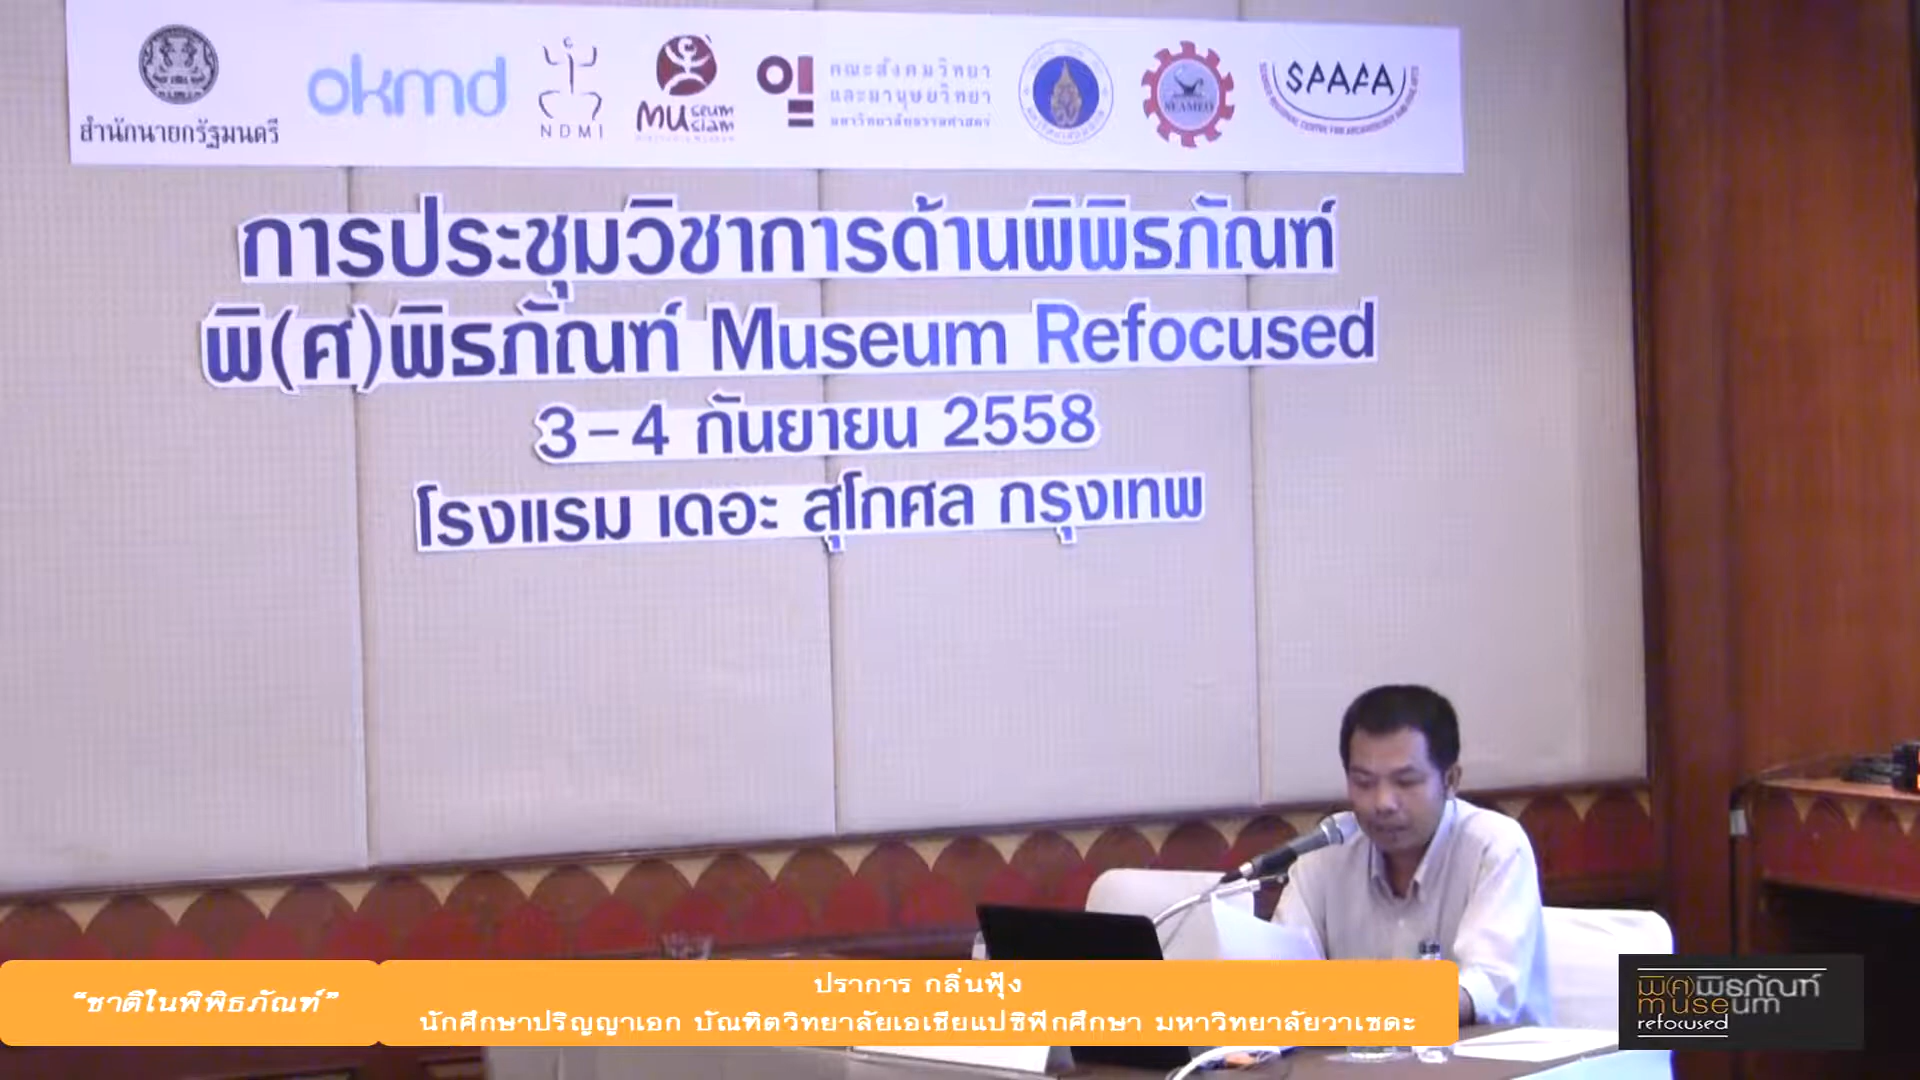 สำนักนายกรัฐมนตรี
okmd
NDMI
MUseum
siam
คณะสังคมวิทยา
และมานุษยวิทยา
มหาวิทยาลัยธรรมศาสตร์
SEAMEO
SPAFA
การประชุมวิชาการด้านพิพิธภัณฑ์
พิ(ศ)พิธภัณฑ์ Museum Refocused
3-4 กันยายน 2558
โรงแรม เดอะ สุโกศล กรุงเทพ
“ชาติในพิพิธภัณฑ์”
ปราการ กลิ่นฟุ้ง
นักศึกษาปริญญาเอก บัณฑิตวิทยาลัยเอเชียแปซิฟิกศึกษา มหาวิทยาลัยวาเซดะ
พิ(ศ)พิธภัณฑ์
museum
refocused